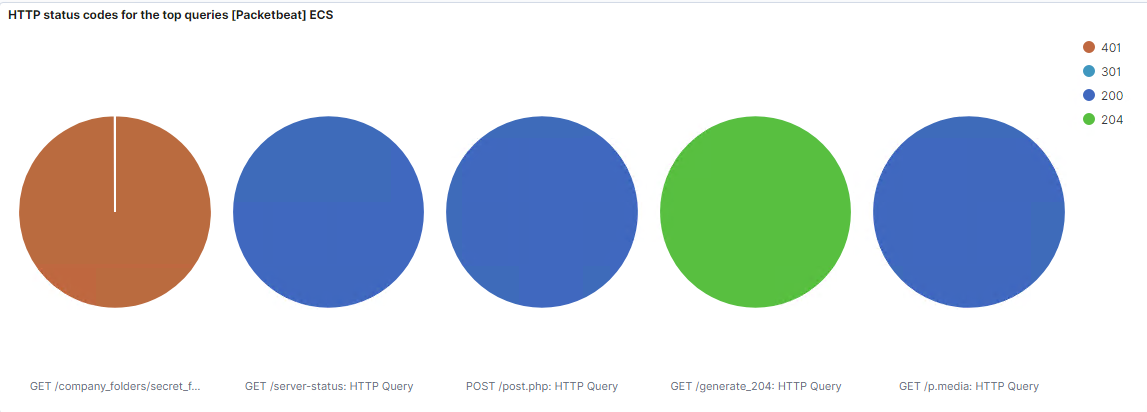 HTTP status codes for the top queries [Packetbeat] ECS
401
301
200
204
GET /company_folders/secret_f...
GET /server-status: HTTP Query
POST /post.php: HTTP Query
GET /generate_204: HTTP Query
GET /p.media: HTTP Query